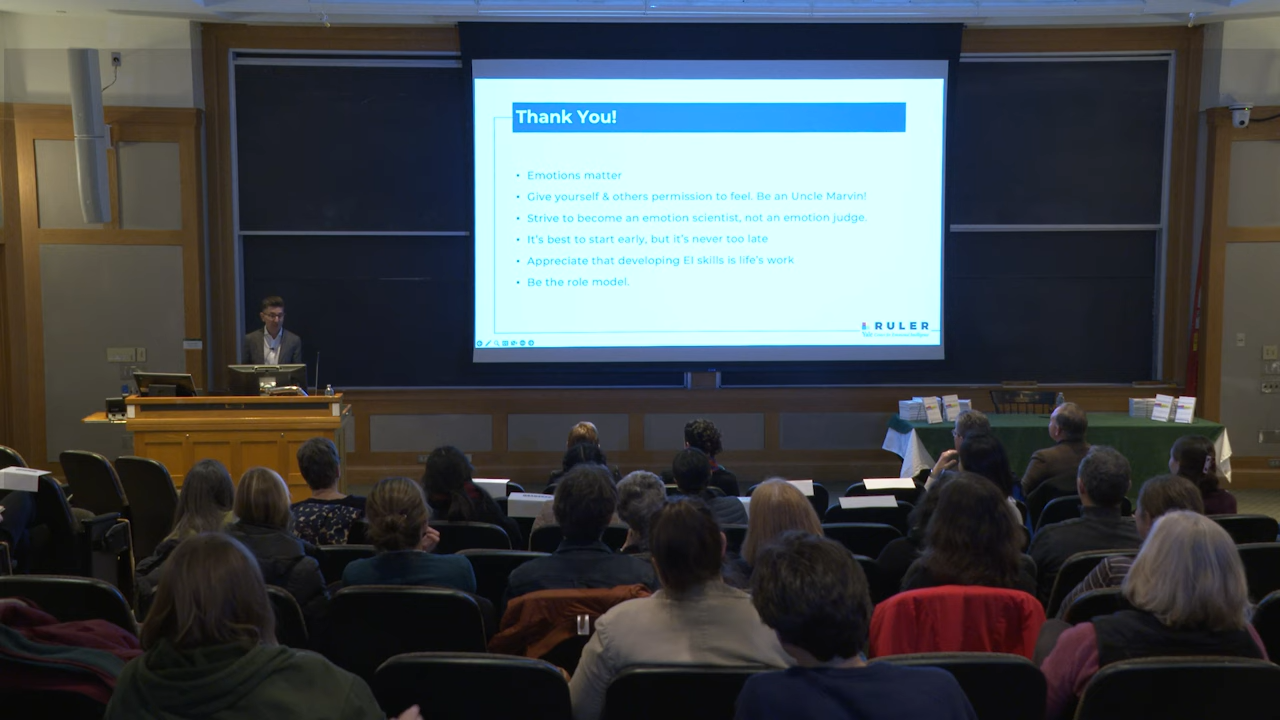 Thank You!
• Emotions matter
• Give yourself & others permission to feel. Be an Uncle Marvin!
• Strive to become an emotion scientist, not an emotion judge.
• It's best to start early, but it's never too late
• Appreciate that developing EI skills is life's work
• Be the role model.
RULER
Yale